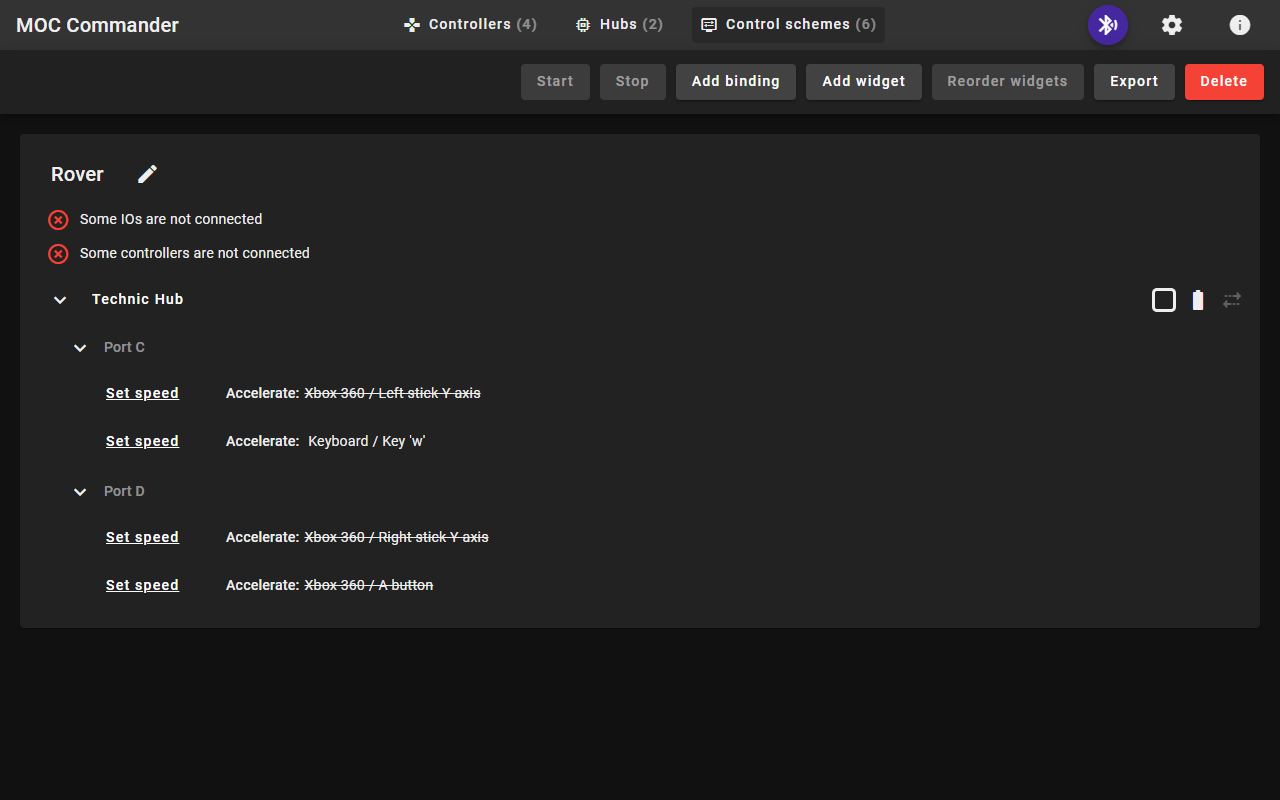 MOC Commander
Controllers (4)
Hubs (2)
Control schemes (6)
Start
Stop
Add binding
Add widget
Reorder widgets
Export
Delete
Rover
Some IOs are not connected
Some controllers are not connected
Technic Hub
Port C
Set speed Accelerate: Xbox 360 / Left stick Y axis
Set speed Accelerate: Keyboard / Key 'w'
Port D
Set speed Accelerate: Xbox 360 / Right stick Y axis
Set speed Accelerate: Xbox 360 / A button